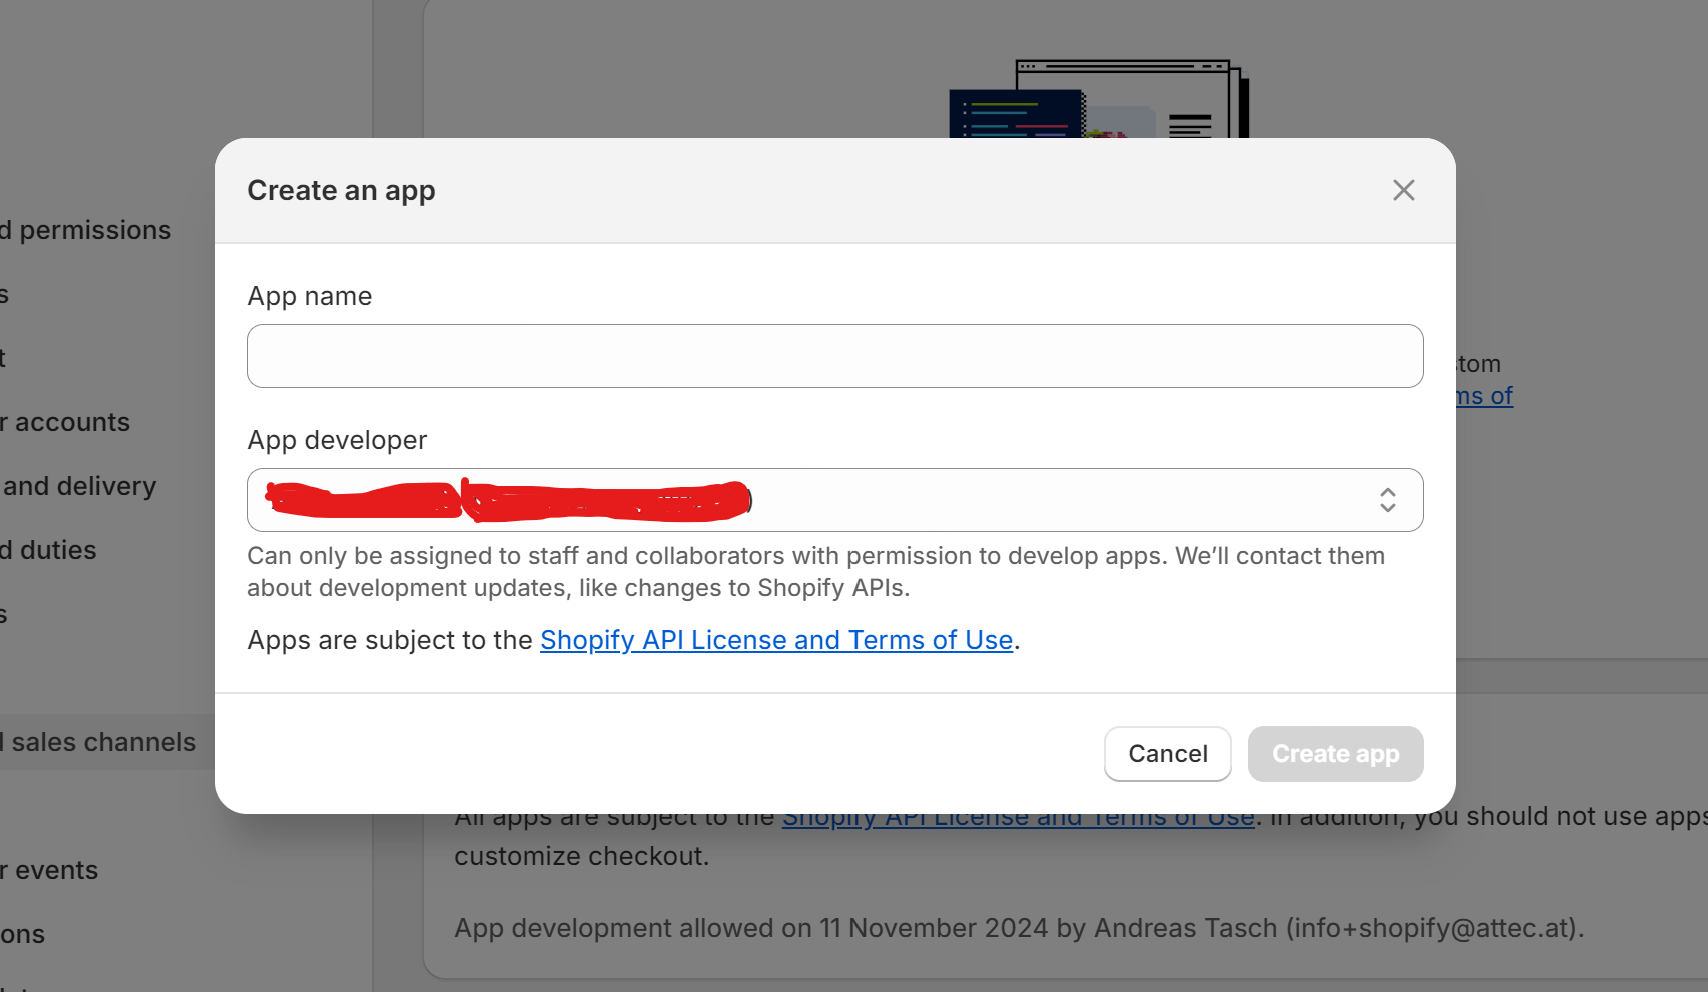 Create an app
App name
App developer
)
Can only be assigned to staff and collaborators with permission to develop apps. We’ll contact them
about development updates, like changes to Shopify APIs.
Apps are subject to the Shopify API License and Terms of Use.
Cancel
Create app
d permissions
s
t
r accounts
and delivery
d duties
s
l sales channels
r events
ons
stom
ms of
All apps are subject to the Shopify API License and Terms of Use. In addition, you should not use apps
customize checkout.
App development allowed on 11 November 2024 by Andreas Tasch (info+shopify@attec.at).